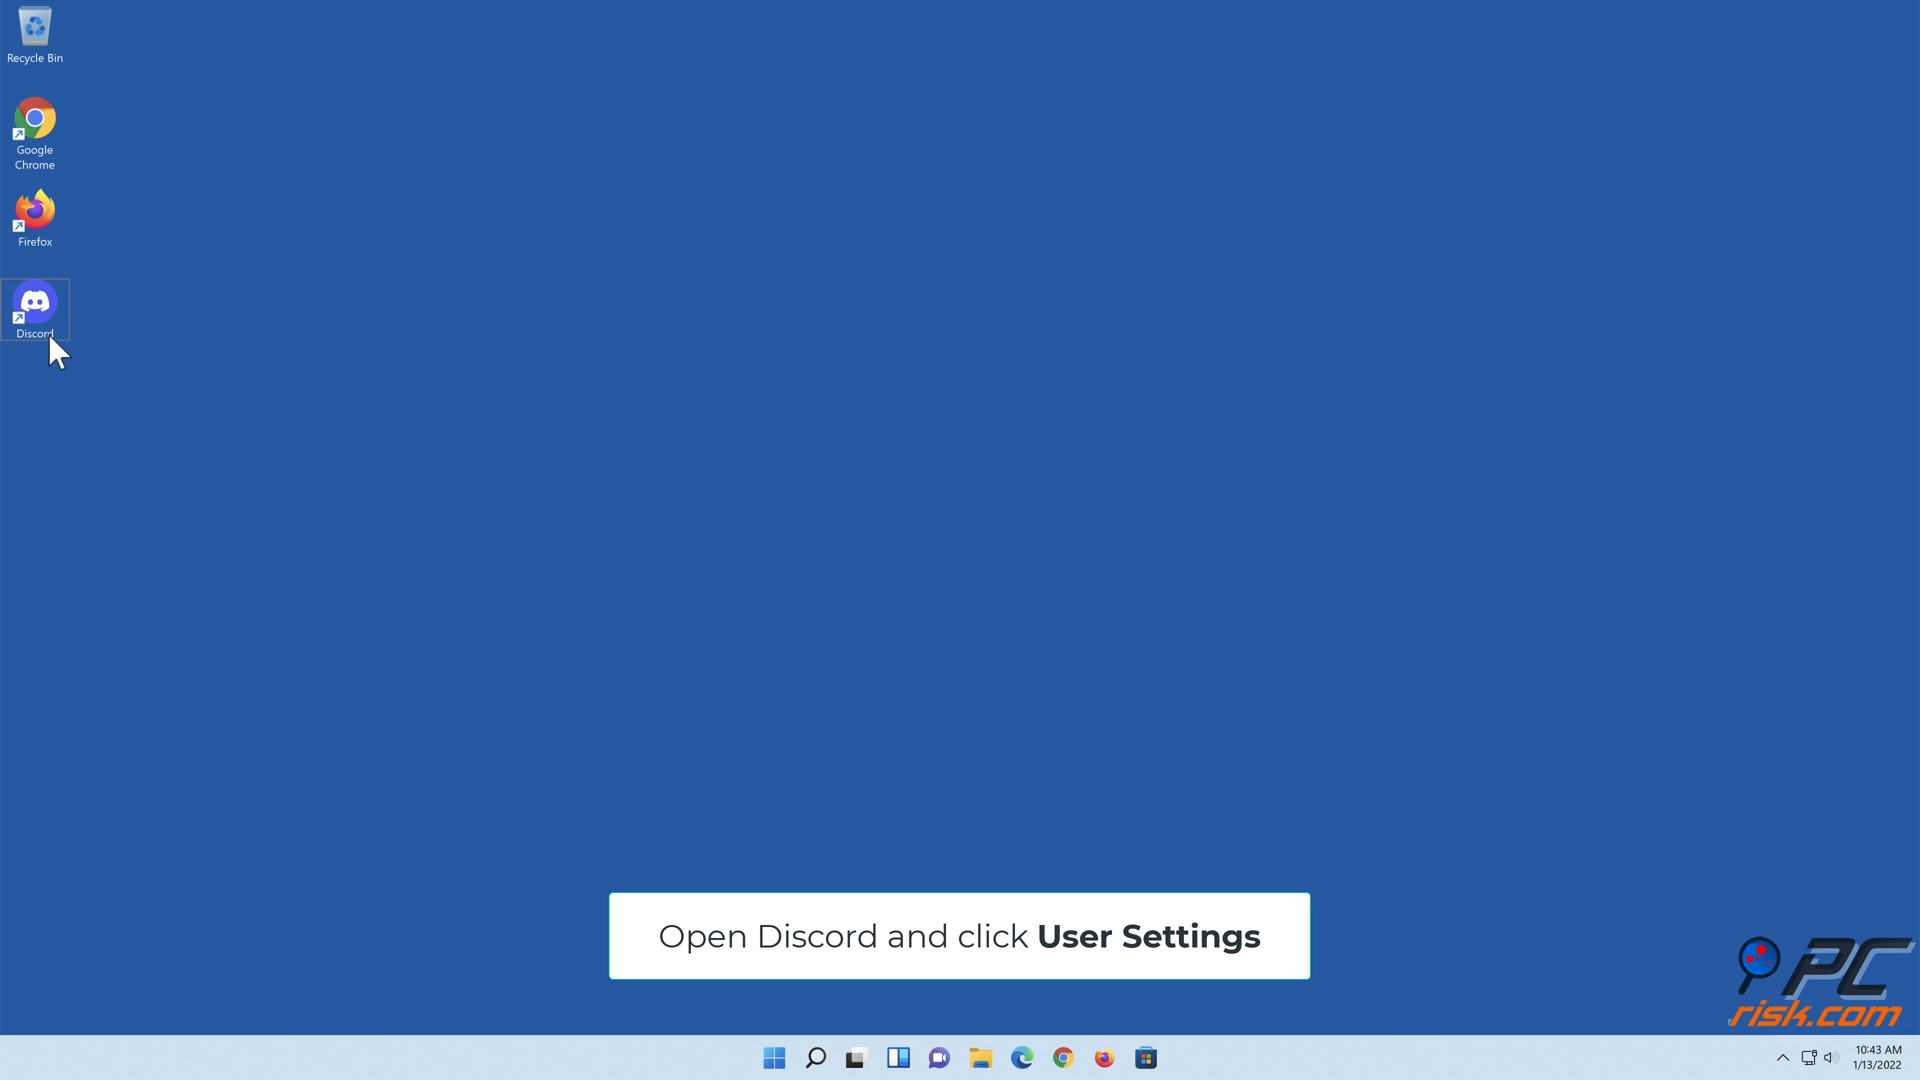 Recycle Bin
Google
Chrome
Firefox
Discord
Open Discord and click User Settings
PC
risk.com
10:43 AM
1/13/2022